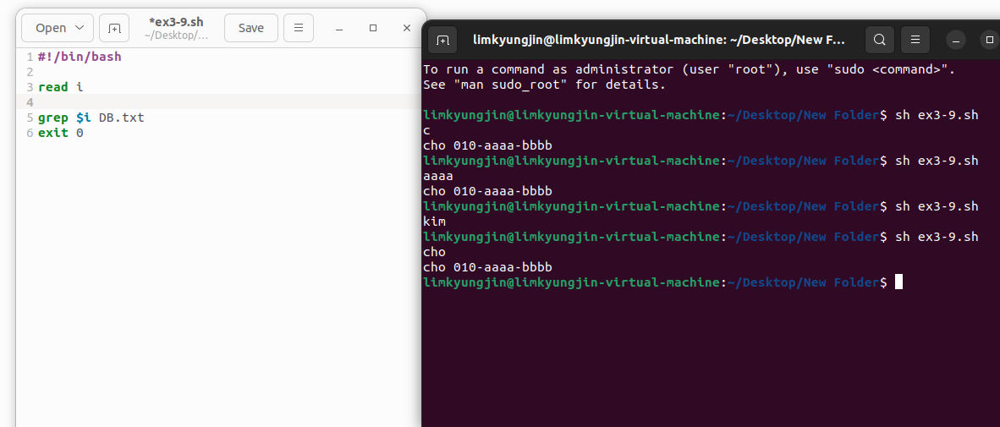 Open
*ex3-9.sh
~/Desktop/...
Save
1 #!/bin/bash
2
3 read i
4
5 grep $i DB.txt
6 exit 0
limkyungjin@limkyungjin-virtual-machine: ~/Desktop/New F...
To run a command as administrator (user "root"), use "sudo <command>".
See "man sudo_root" for details.
limkyungjin@limkyungjin-virtual-machine:~/Desktop/New Folder$ sh ex3-9.sh
c
cho 010-aaaa-bbbb
limkyungjin@limkyungjin-virtual-machine:~/Desktop/New Folder$ sh ex3-9.sh
aaaa
cho 010-aaaa-bbbb
limkyungjin@limkyungjin-virtual-machine:~/Desktop/New Folder$ sh ex3-9.sh
kim
limkyungjin@limkyungjin-virtual-machine:~/Desktop/New Folder$ sh ex3-9.sh
cho
cho 010-aaaa-bbbb
limkyungjin@limkyungjin-virtual-machine:~/Desktop/New Folder$